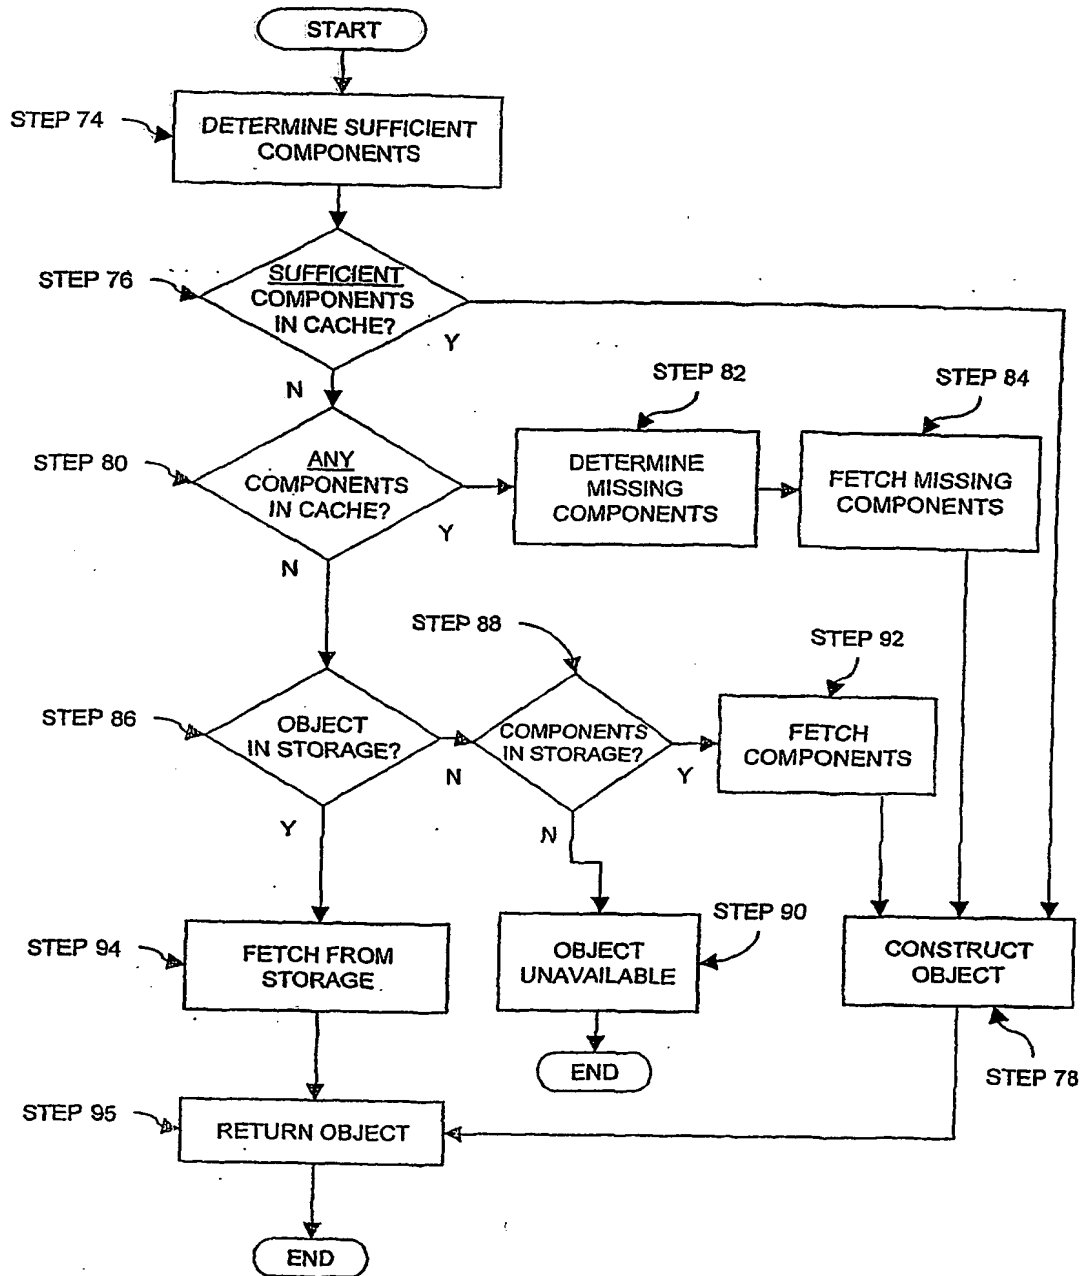 START
STEP 74
DETERMINE SUFFICIENT
COMPONENTS
STEP 76
SUFFICIENT
COMPONENTS
IN CACHE?
Y
N
STEP 82
STEP 84
STEP 80
ANY
COMPONENTS
IN CACHE?
Y
N
DETERMINE
MISSING
COMPONENTS
FETCH MISSING
COMPONENTS
STEP 88
STEP 92
STEP 86
OBJECT
IN STORAGE?
N
Y
COMPONENTS
IN STORAGE?
Y
N
FETCH
COMPONENTS
STEP 94
FETCH FROM
STORAGE
OBJECT
UNAVAILABLE
STEP 90
CONSTRUCT
OBJECT
END
STEP 78
STEP 95
RETURN OBJECT
END